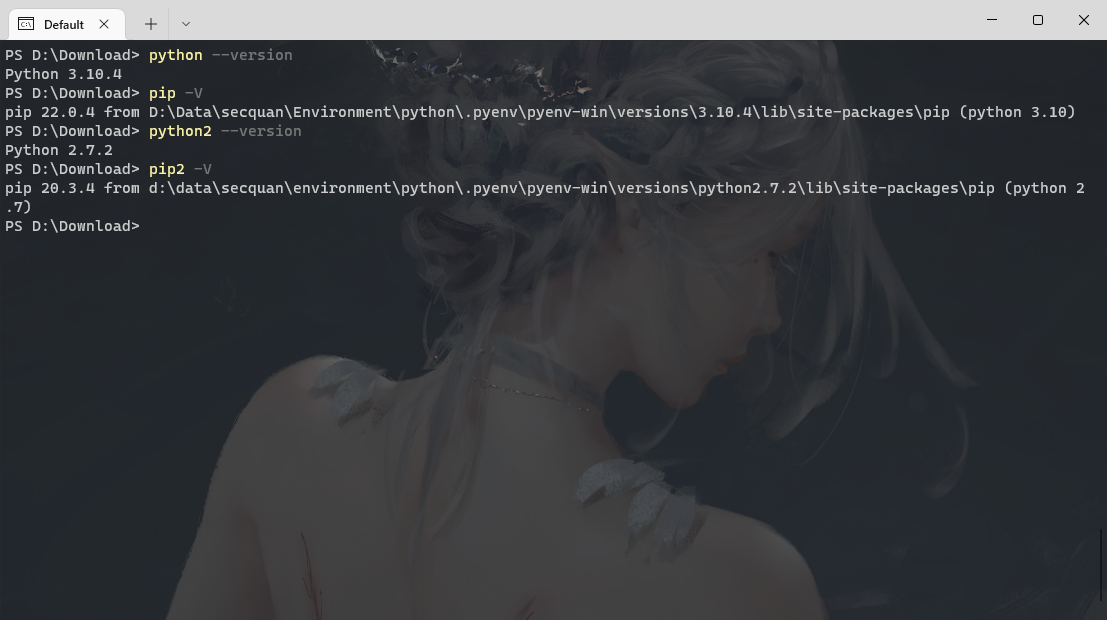 Default
PS D:\Download> python --version
Python 3.10.4
PS D:\Download> pip -V
pip 22.0.4 from D:\Data\secquan\Environment\python\.pyenv\pyenv-win\versions\3.10.4\lib\site-packages\pip (python 3.10)
PS D:\Download> python2 --version
Python 2.7.2
PS D:\Download> pip2 -V
pip 20.3.4 from d:\data\secquan\environment\python\.pyenv\pyenv-win\versions\python2.7.2\lib\site-packages\pip (python 2
.7)
PS D:\Download>